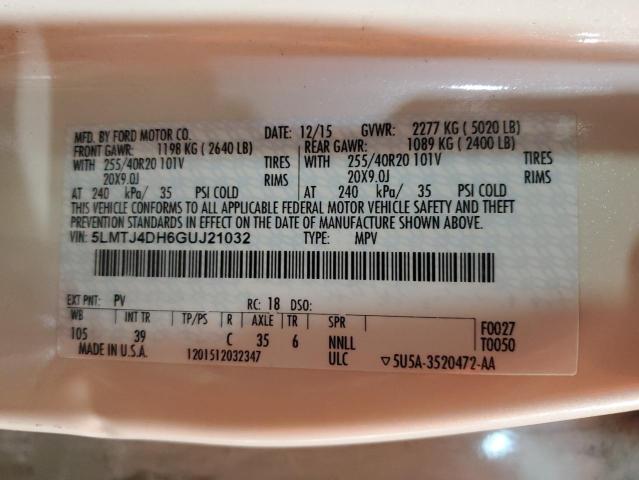 MFD. BY FORD MOTOR CO. DATE: 12/15 GVWR: 2277 KG ( 5020 LB)
FRONT GAWR: 1198 KG ( 2640 LB) REAR GAWR: 1089 KG ( 2400 LB)
WITH 255/40R20 101V TIRES WITH 255/40R20 101V TIRES
20X9.0J RIMS 20X9.0J RIMS
AT 240 kPa/ 35 PSI COLD AT 240 kPa/ 35 PSI COLD
THIS VEHICLE CONFORMS TO ALL APPLICABLE FEDERAL MOTOR VEHICLE SAFETY AND THEFT
PREVENTION STANDARDS IN EFFECT ON THE DATE OF MANUFACTURE SHOWN ABOVE.
VIN: 5LMTJ4DH6GUJ21032 TYPE: MPV
EXT PNT: PV RC: 18 DSO:
WB INT TR TP/PS R AXLE TR SPR F0027
105 39 C 35 6 NNLL T0050
MADE IN U.S.A. 1201512032347 ULC ▽5U5A-3520472-AA